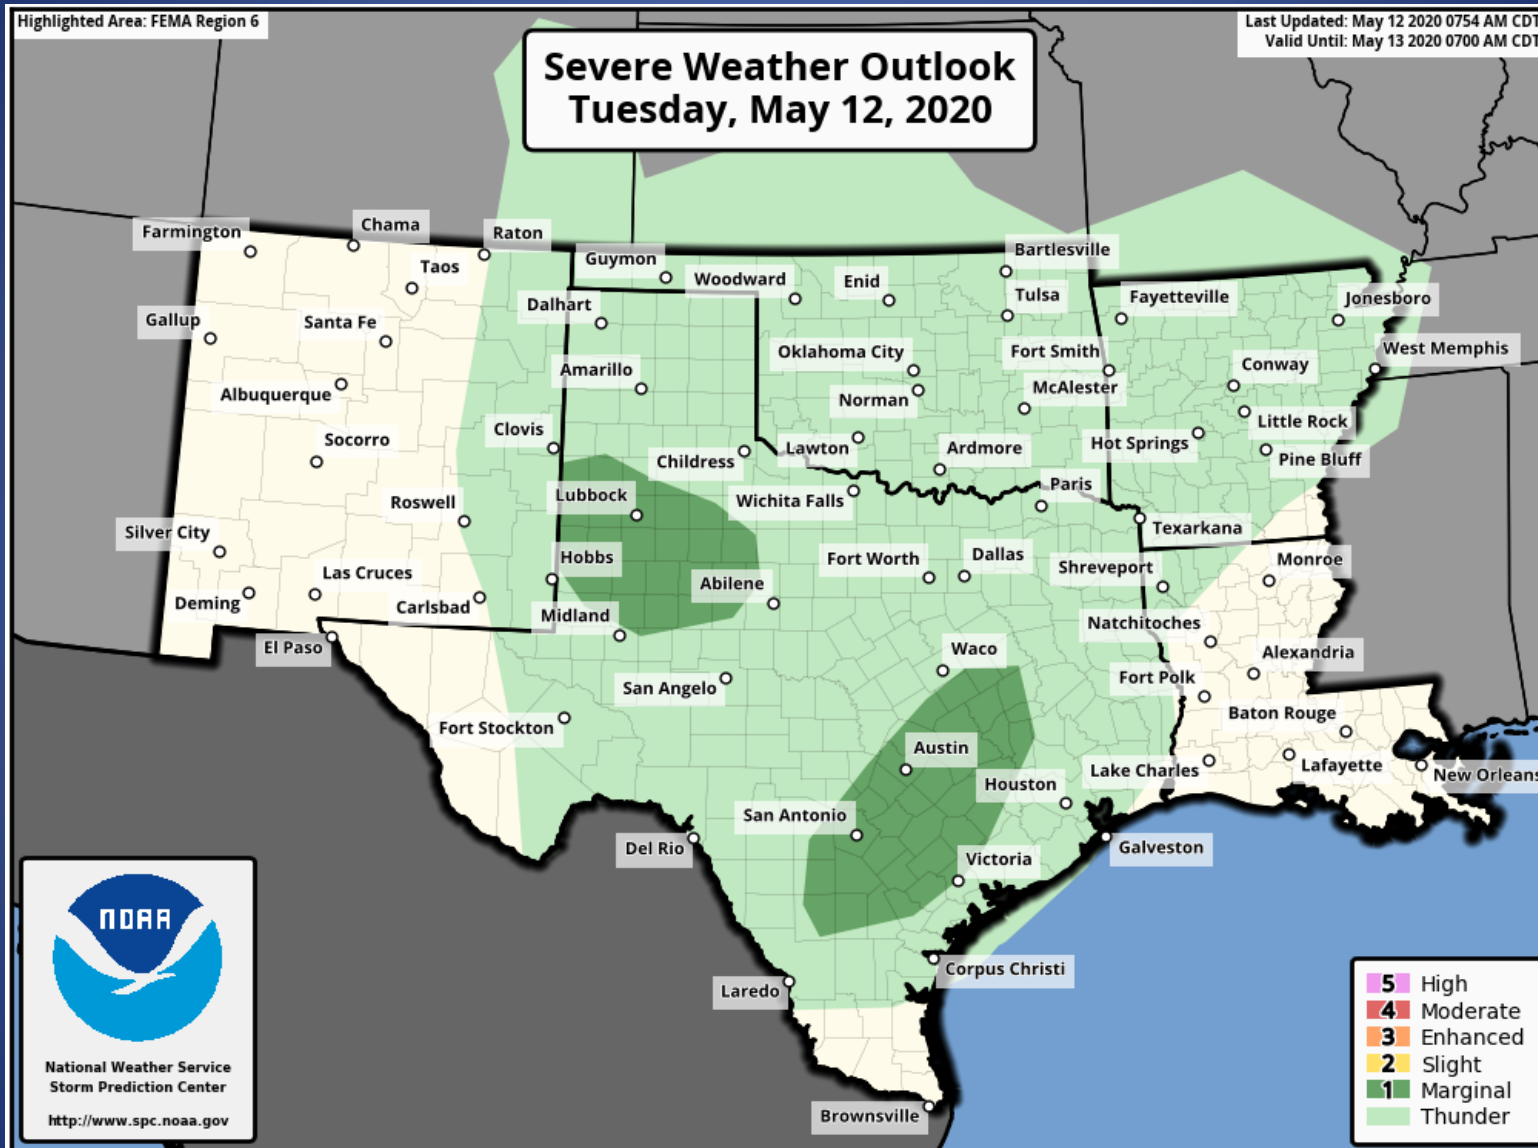 Highlighted Area: FEMA Region 6
Last Updated: May 12 2020 0754 AM CDT
Valid Until: May 13 2020 0700 AM CDT
Severe Weather Outlook
Tuesday, May 12, 2020
Farmington
Chama
Raton
Taos
Guymon
Woodward
Enid
Bartlesville
Gallup
Santa Fe
Dalhart
Tulsa
Fayetteville
Jonesboro
Albuquerque
Amarillo
Oklahoma City
Norman
Fort Smith
McAlester
Conway
West Memphis
Socorro
Clovis
Childress
Lawton
Ardmore
Hot Springs
Little Rock
Pine Bluff
Roswell
Lubbock
Wichita Falls
Paris
Texarkana
Silver City
Las Cruces
Hobbs
Abilene
Fort Worth
Dallas
Shreveport
Monroe
Deming
Carlsbad
Midland
Natchitoches
El Paso
San Angelo
Waco
Fort Polk
Alexandria
Fort Stockton
Austin
Baton Rouge
Houston
Lake Charles
Lafayette
New Orleans
San Antonio
Del Rio
Victoria
Galveston
Laredo
Corpus Christi
Brownsville
NOAA
National Weather Service
Storm Prediction Center
http://www.spc.noaa.gov
5 High
4 Moderate
3 Enhanced
2 Slight
1 Marginal
Thunder